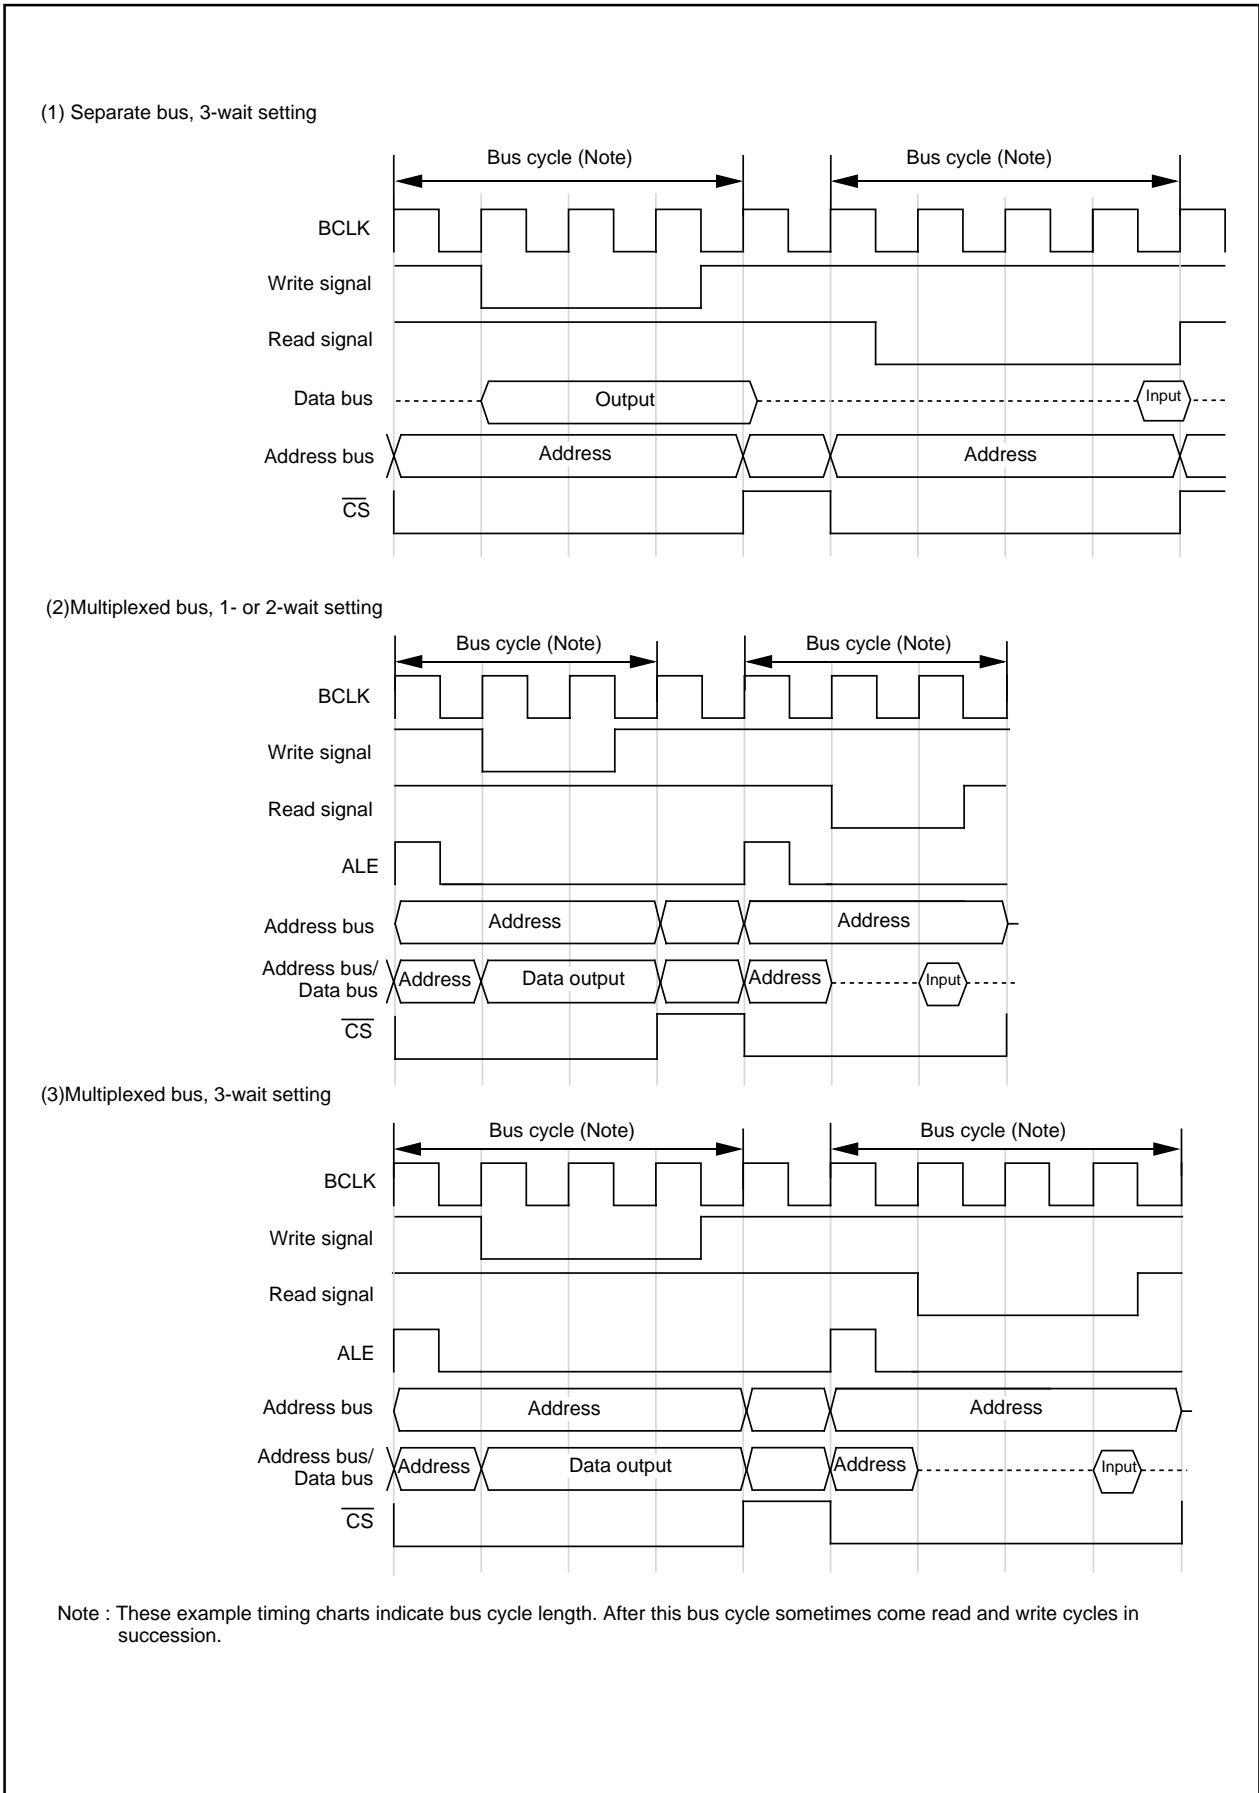 (1) Separate bus, 3-wait setting
Bus cycle (Note) Bus cycle (Note)
BCLK
Write signal
Read signal
Data bus Output Input
Address bus Address Address
CS
(2)Multiplexed bus, 1- or 2-wait setting
Bus cycle (Note) Bus cycle (Note)
BCLK
Write signal
Read signal
ALE
Address bus Address Address
Address bus/
Data bus Address Data output Address Input
CS
(3)Multiplexed bus, 3-wait setting
Bus cycle (Note) Bus cycle (Note)
BCLK
Write signal
Read signal
ALE
Address bus Address Address
Address bus/
Data bus Address Data output Address Input
CS
Note : These example timing charts indicate bus cycle length. After this bus cycle sometimes come read and write cycles in
succession.